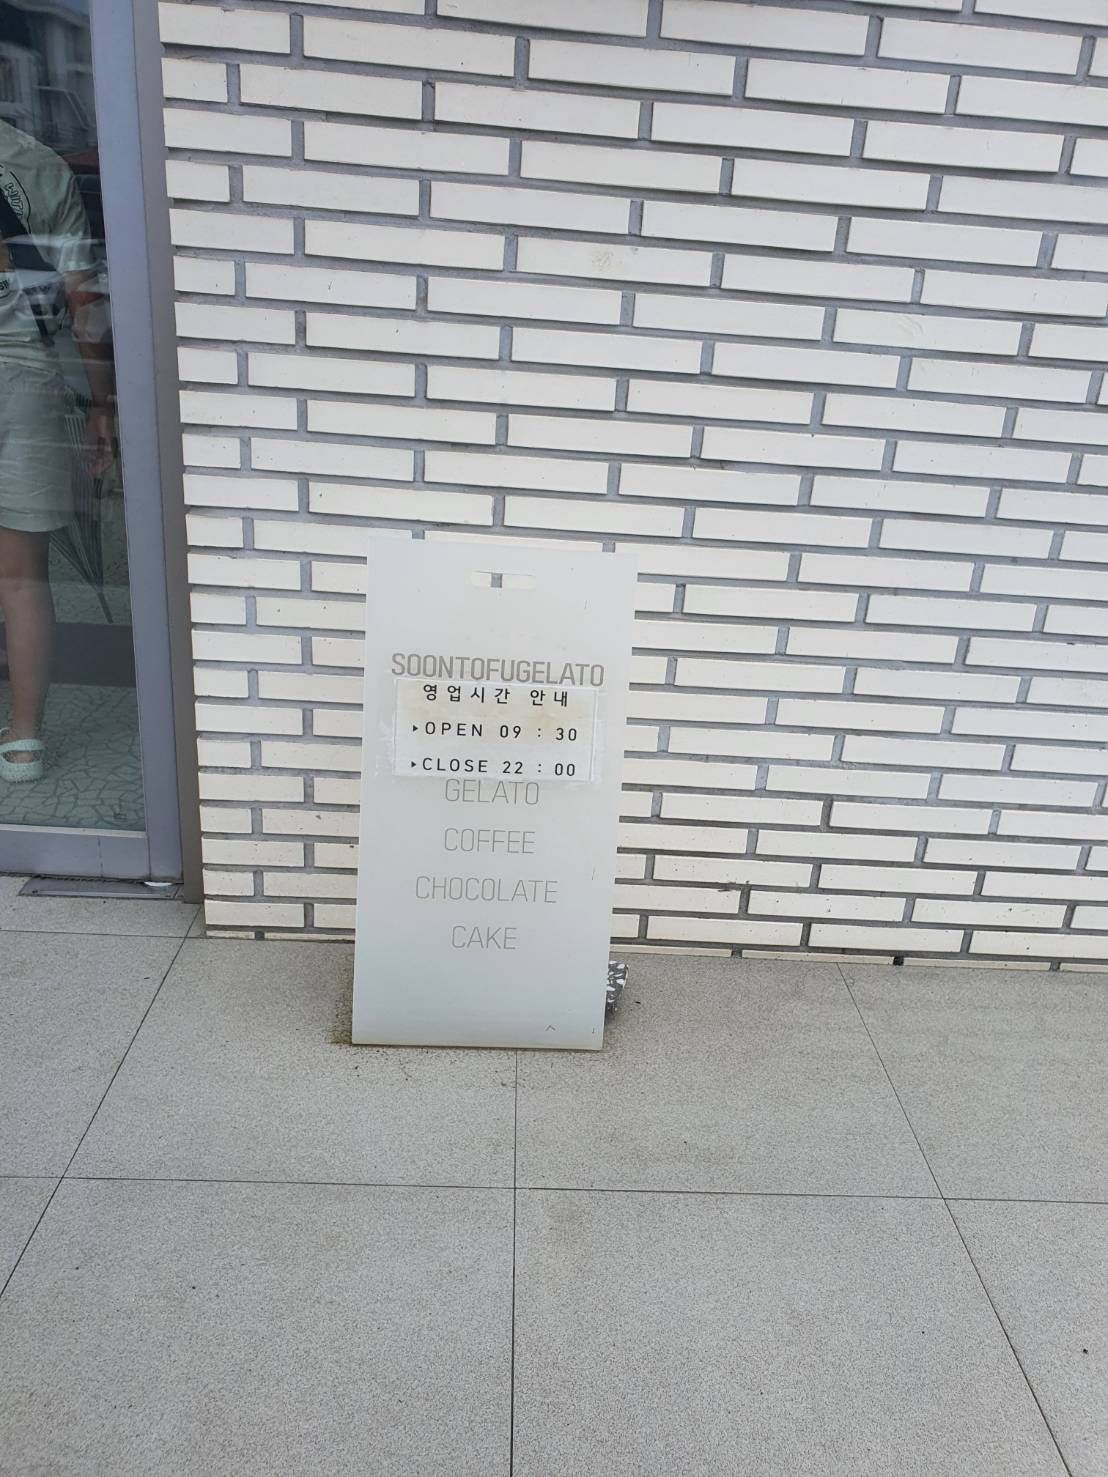 SOONTOFUGELATO
영업시간 안내
▸OPEN 09 : 30
▸CLOSE 22 : 00
GELATO
COFFEE
CHOCOLATE
CAKE